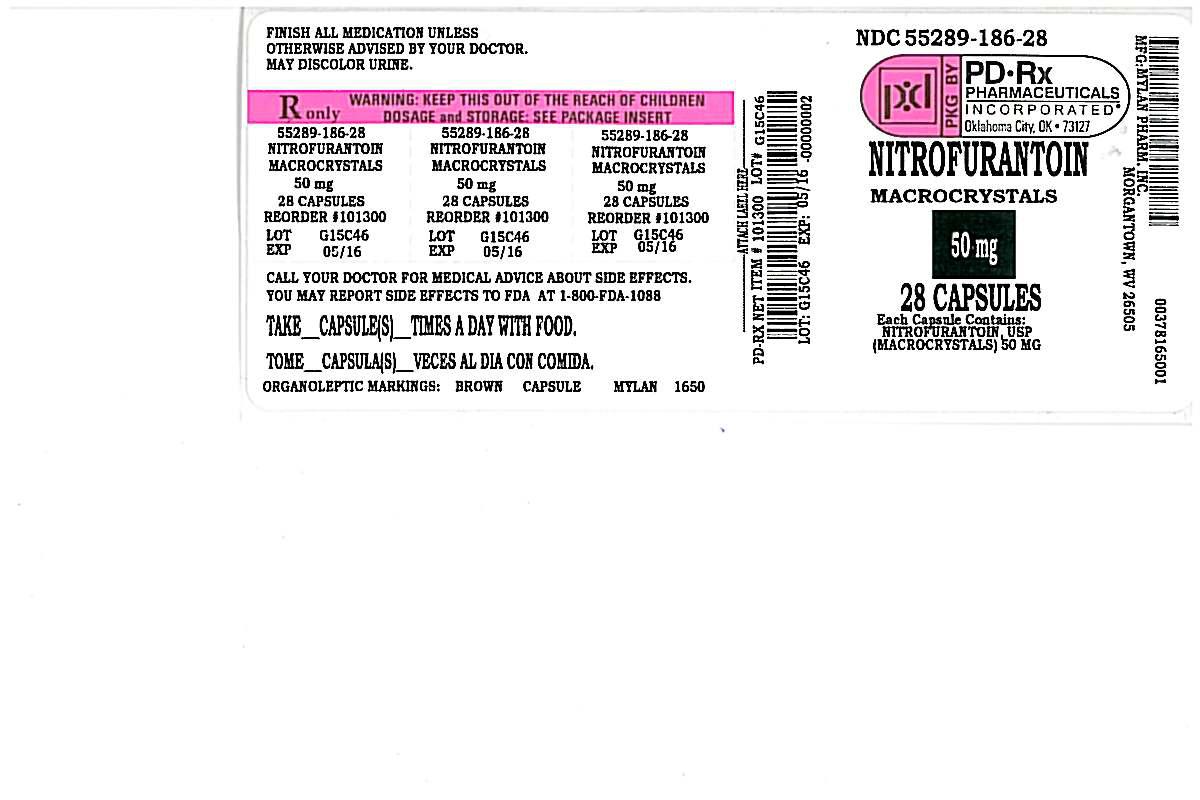 FINISH ALL MEDICATION UNLESS
OTHERWISE ADVISED BY YOUR DOCTOR.
MAY DISCOLOR URINE.
R only
WARNING: KEEP THIS OUT OF THE REACH OF CHILDREN
DOSAGE and STORAGE: SEE PACKAGE INSERT
55289-186-28
NITROFURANTOIN
MACROCRYSTALS
50 mg
28 CAPSULES
REORDER #101300
LOT G15C46
EXP 05/16
55289-186-28
NITROFURANTOIN
MACROCRYSTALS
50 mg
28 CAPSULES
REORDER #101300
LOT G15C46
EXP 05/16
55289-186-28
NITROFURANTOIN
MACROCRYSTALS
50 mg
28 CAPSULES
REORDER #101300
LOT G15C46
EXP 05/16
CALL YOUR DOCTOR FOR MEDICAL ADVICE ABOUT SIDE EFFECTS.
YOU MAY REPORT SIDE EFFECTS TO FDA AT 1-800-FDA-1088
TAKE__CAPSULE(S)__TIMES A DAY WITH FOOD.
TOME__CAPSULA(S)__VECES AL DIA CON COMIDA.
ORGANOLEPTIC MARKINGS: BROWN CAPSULE MYLAN 1650
ATTACH LABEL HERE
PD-RX NET ITEM # 101300 LOT# G15C46
LOT: G15C46 EXP: 05/16 -00000002
NDC 55289-186-28
pd
PKG BY
PD·Rx
PHARMACEUTICALS
INCORPORATED®
Oklahoma City, OK • 73127
NITROFURANTOIN
MACROCRYSTALS
50 mg
28 CAPSULES
Each Capsule Contains:
NITROFURANTOIN, USP
(MACROCRYSTALS) 50 MG
MFG: MYLAN PHARM. INC.
MORGANTOWN, WV 26505
00378165001